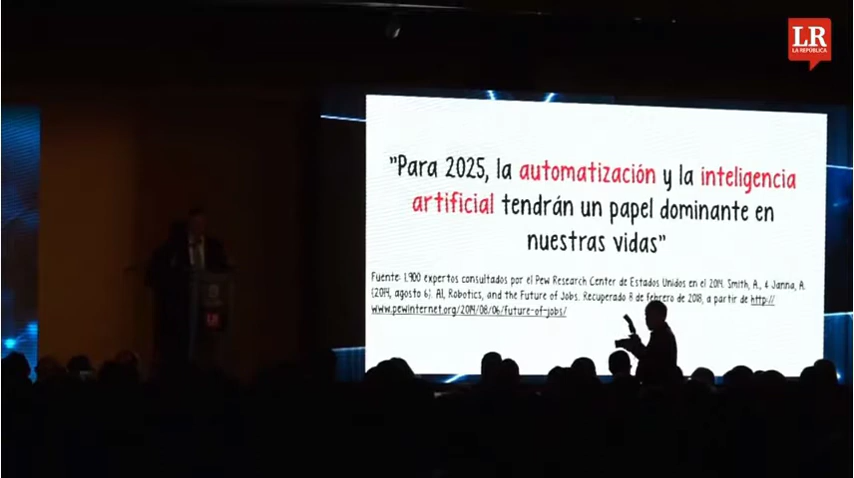 LR
LA REPÚBLICA
"Para 2025, la automatización y la inteligencia
artificial tendrán un papel dominante en
nuestras vidas"
Fuente: 1.900 expertos consultados por el Pew Research Center de Estados Unidos en el 2014. Smith, A., & Janna, A.
(2014, agosto 6). AI, Robotics, and the Future of Jobs. Recuperado 8 de febrero de 2018, a partir de http://
www.pewinternet.org/2014/08/06/future-of-jobs/
LR